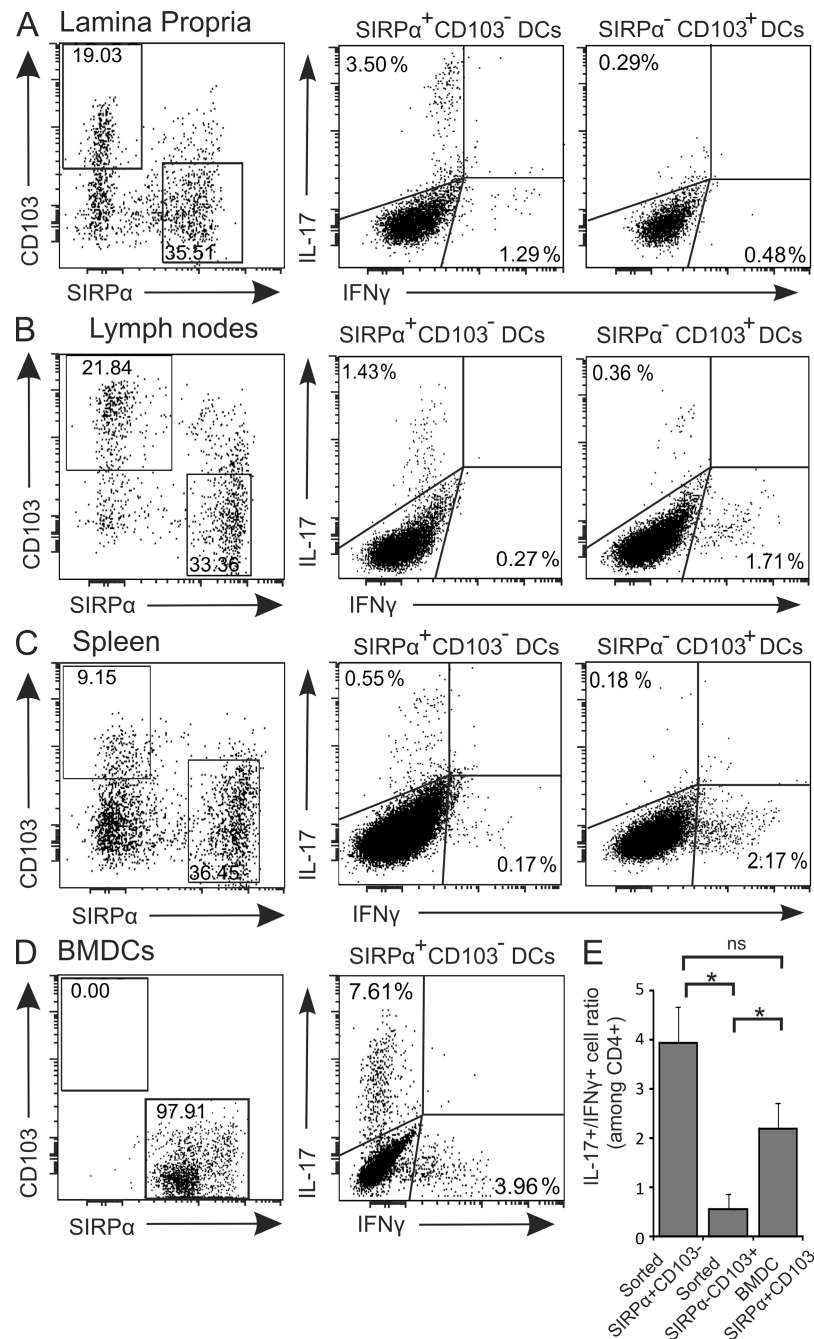 A Lamina Propria
SIRPα+CD103- DCs
SIRPα- CD103+ DCs
19.03
35.51
CD103
SIRPα
3.50 %
1.29 %
IL-17
0.29%
0.48 %
IFNγ
B Lymph nodes
SIRPα+CD103- DCs
SIRPα- CD103+ DCs
21.84
33.36
CD103
SIRPα
1.43%
0.27 %
IL-17
0.36 %
1.71 %
IFNγ
C Spleen
SIRPα+CD103- DCs
SIRPα- CD103+ DCs
9.15
36.45
CD103
SIRPα
0.55 %
0.17 %
IL-17
0.18 %
2.17 %
IFNγ
D BMDCs
SIRPα+CD103- DCs
0.00
97.91
CD103
SIRPα
7.61%
3.96 %
IL-17
IFNγ
E
ns
*
*
IL-17+/IFNγ+ cell ratio
(among CD4+)
5
4
3
2
1
0
Sorted
SIRPα+CD103-
Sorted
SIRPα-CD103+
BMDC
SIRPα+CD103-